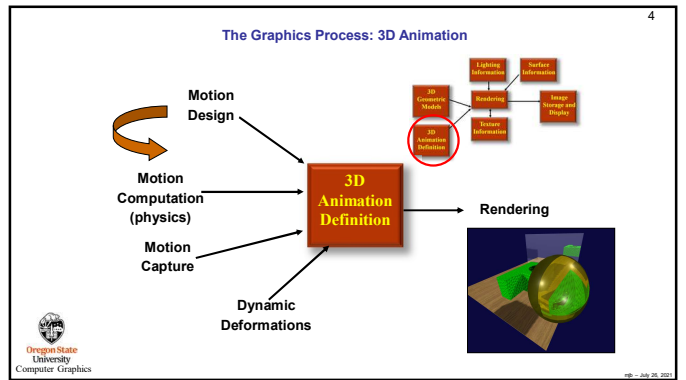 4
The Graphics Process: 3D Animation
Motion
Design
Motion
Computation
(physics)
Motion
Capture
Dynamic
Deformations
3D
Animation
Definition
Rendering
Lighting
Information
Surface
Information
3D
Geometric
Models
Rendering
Image
Storage and
Display
3D
Animation
Definition
Texture
Information
Oregon State
University
Computer Graphics
mjb – July 26, 2021